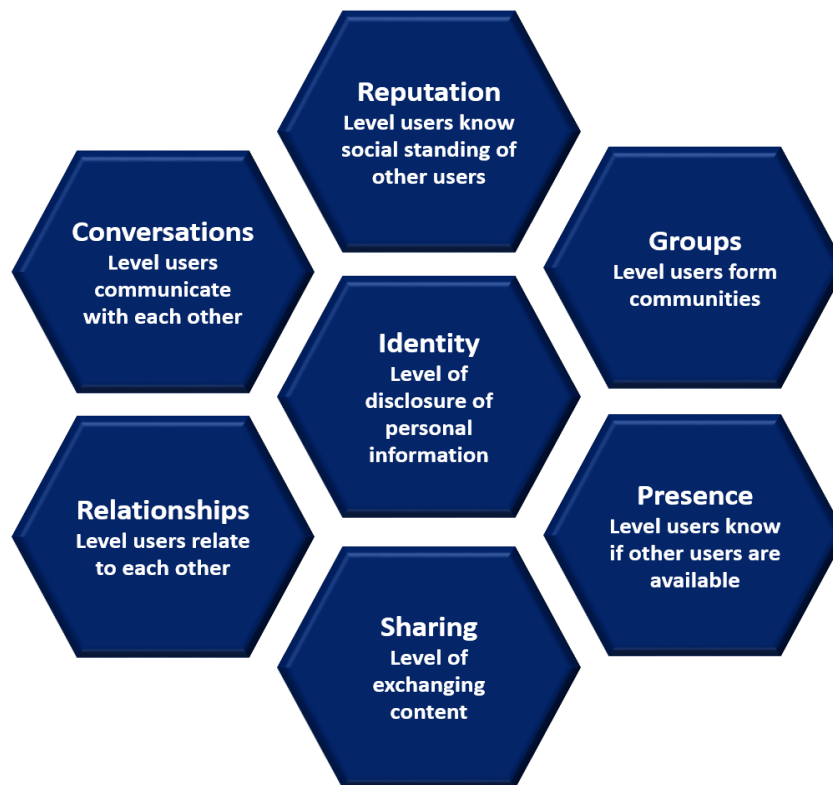 Reputation
Level users know
social standing of
other users
Conversations
Level users
communicate
with each other
Groups
Level users form
communities
Identity
Level of
disclosure of
personal
information
Relationships
Level users relate
to each other
Presence
Level users know
if other users are
available
Sharing
Level of
exchanging
content